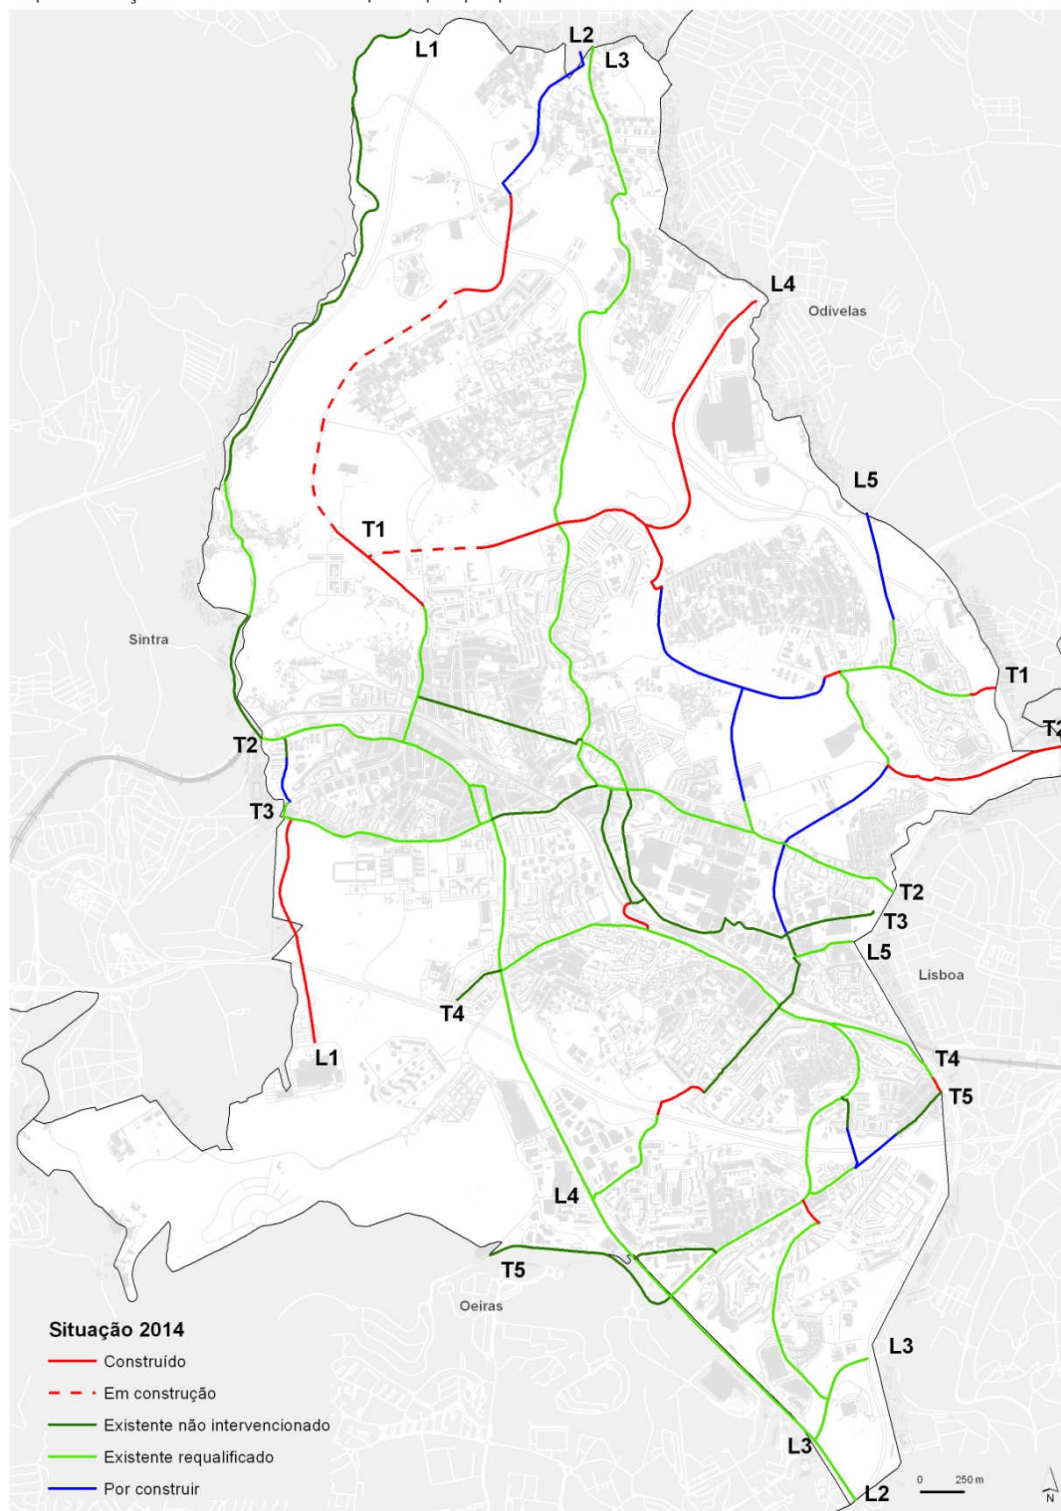 L1
L2
L3
L4
Odivelas
L5
T1
Sintra
T1
T2
T2
T3
T2
T3
L5
Lisboa
T4
L1
T4
T5
L4
T5
Oeiras
Situação 2014
Construído
Em construção
Existente não intervencionado
Existente requalificado
Por construir
L3
L3
L2
0 250 m
N